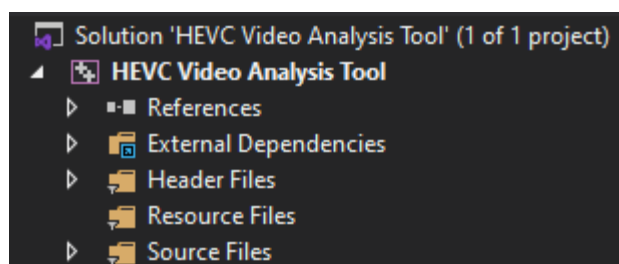 Solution 'HEVC Video Analysis Tool' (1 of 1 project)
HEVC Video Analysis Tool
References
External Dependencies
Header Files
Resource Files
Source Files